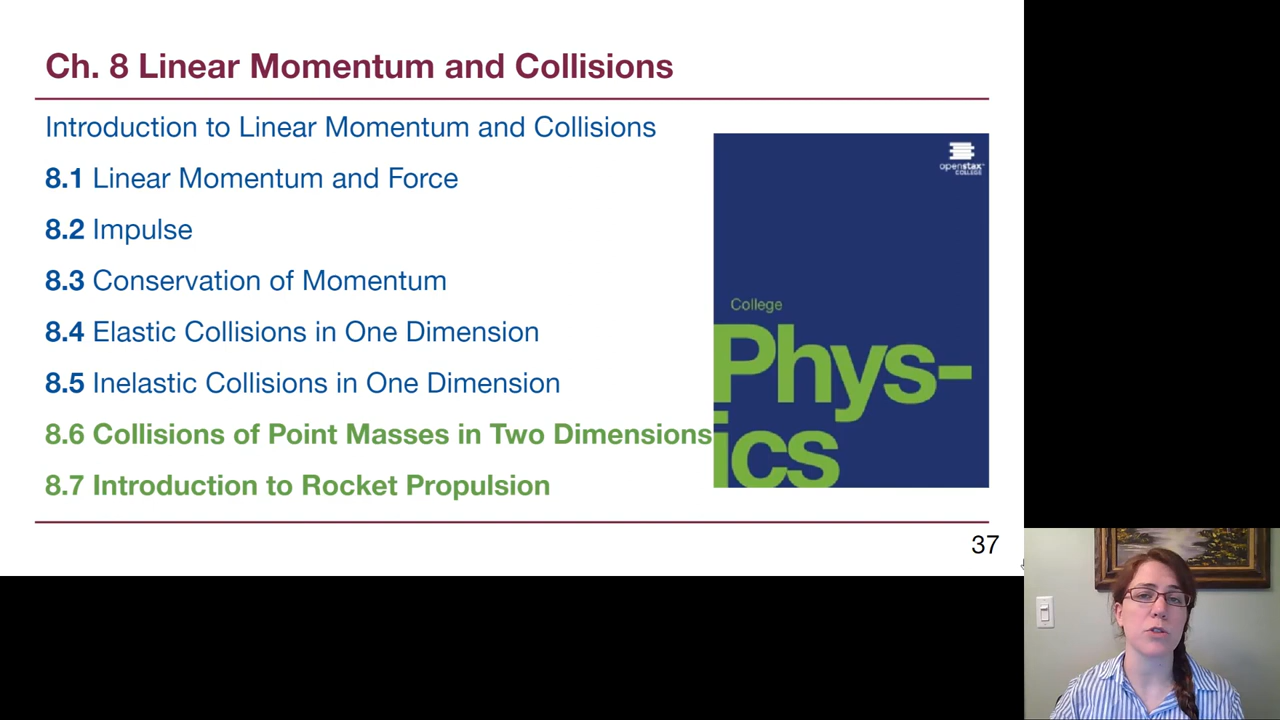 Ch. 8 Linear Momentum and Collisions
Introduction to Linear Momentum and Collisions
8.1 Linear Momentum and Force
8.2 Impulse
8.3 Conservation of Momentum
8.4 Elastic Collisions in One Dimension
8.5 Inelastic Collisions in One Dimension
8.6 Collisions of Point Masses in Two Dimensions
8.7 Introduction to Rocket Propulsion
openstax
COLLEGE
College
Phys-
ics
37